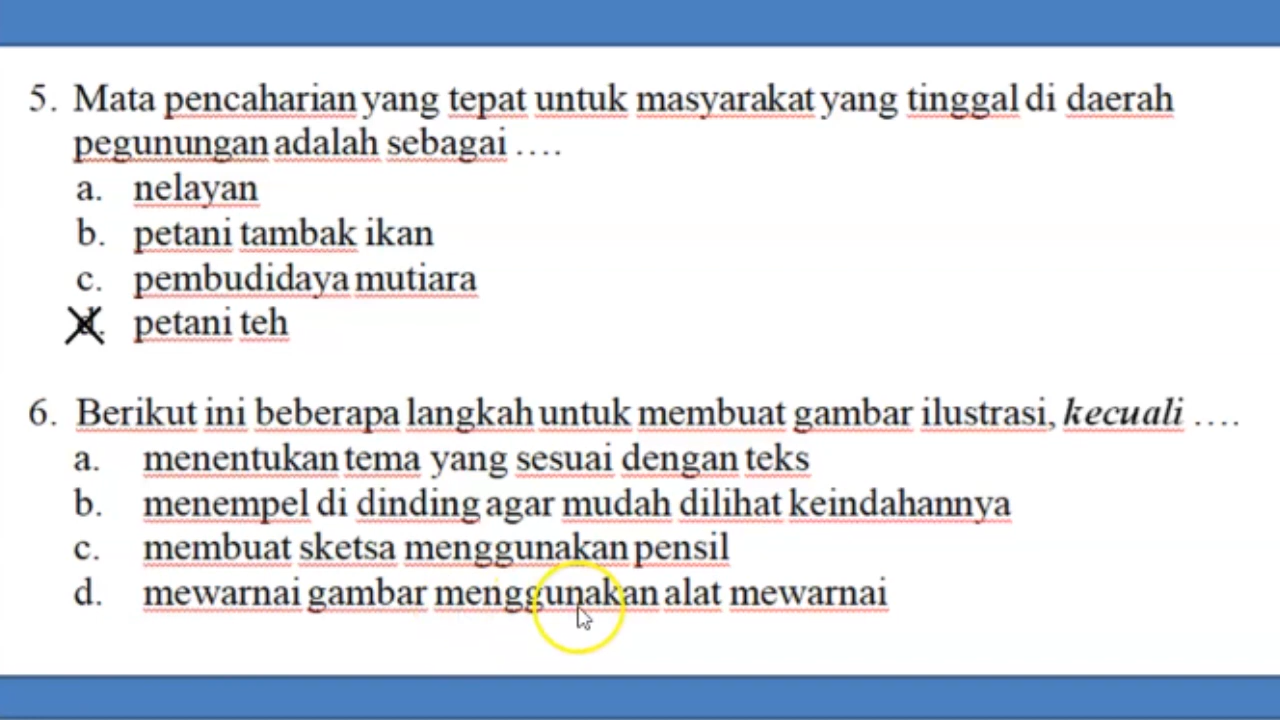 5. Mata pencaharian yang tepat untuk masyarakat yang tinggal di daerah
pegunungan adalah sebagai ….
a. nelayan
b. petani tambak ikan
c. pembudidaya mutiara
d. petani teh
6. Berikut ini beberapa langkah untuk membuat gambar ilustrasi, kecuali ….
a. menentukan tema yang sesuai dengan teks
b. menempel di dinding agar mudah dilihat keindahannya
c. membuat sketsa menggunakan pensil
d. mewarnai gambar menggunakan alat mewarnai